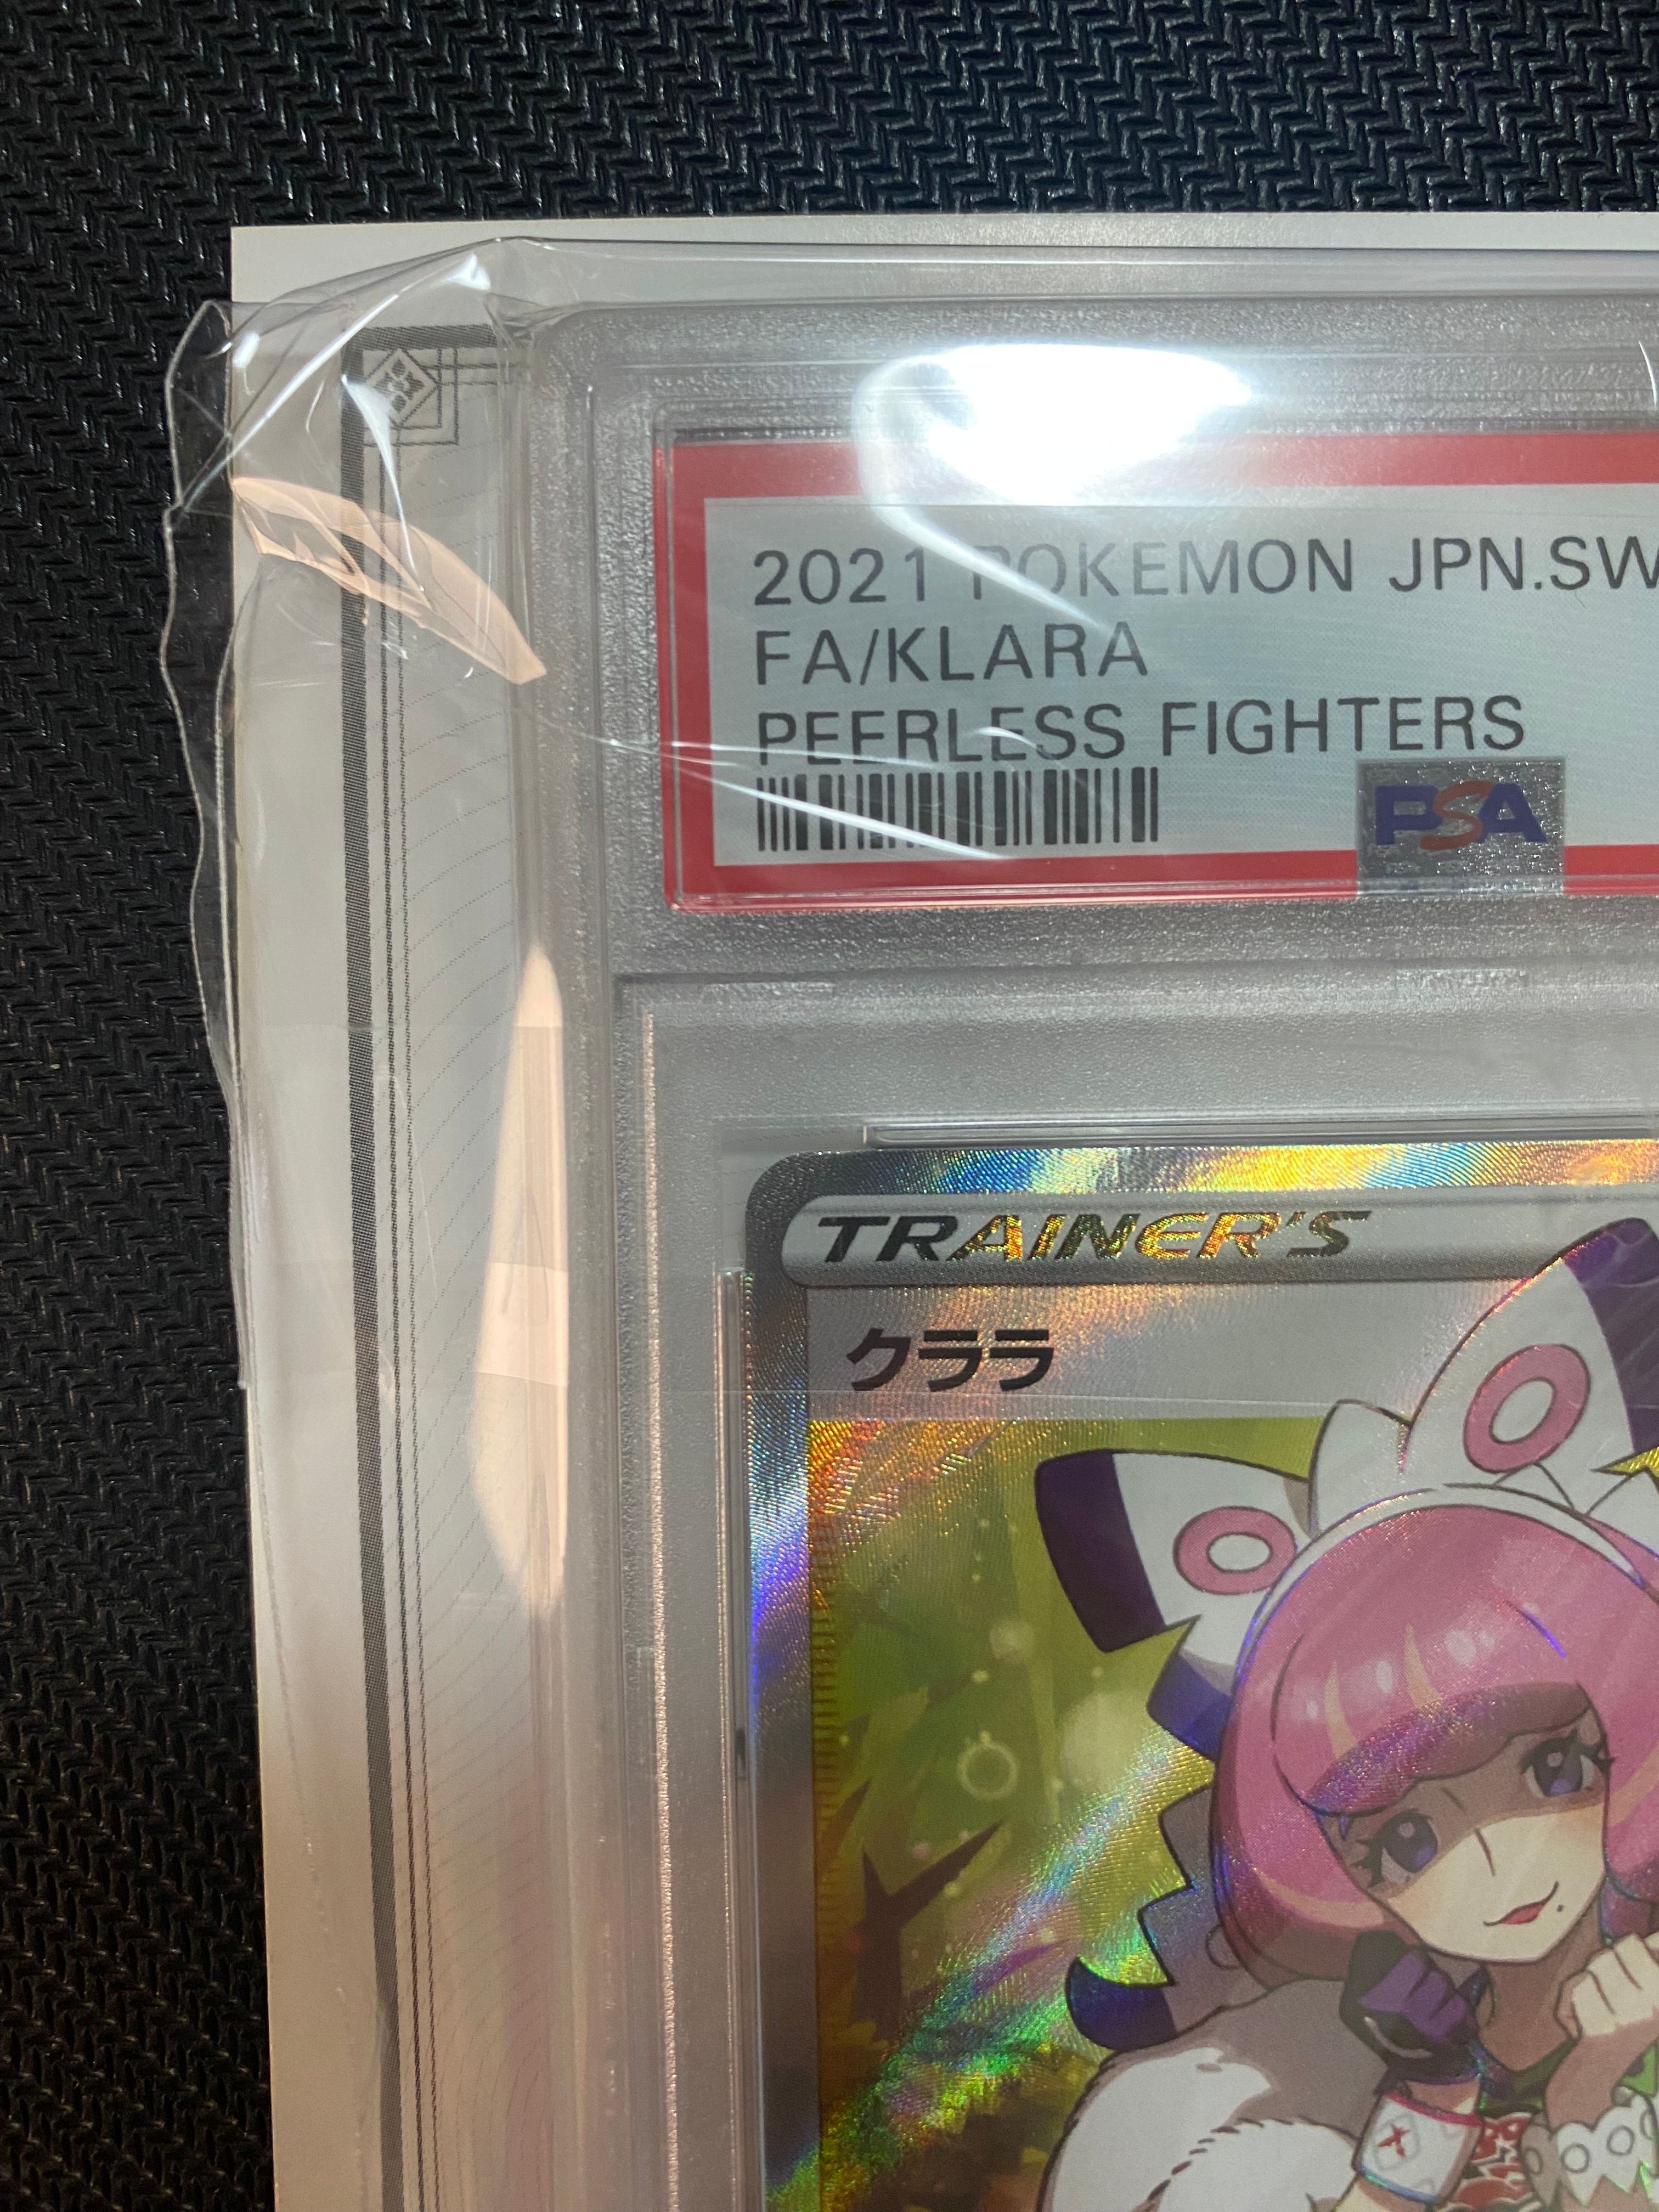 2021 POKEMON JPN.SW
FA/KLARA
PEERLESS FIGHTERS
PSA
TRAINER'S
クララ